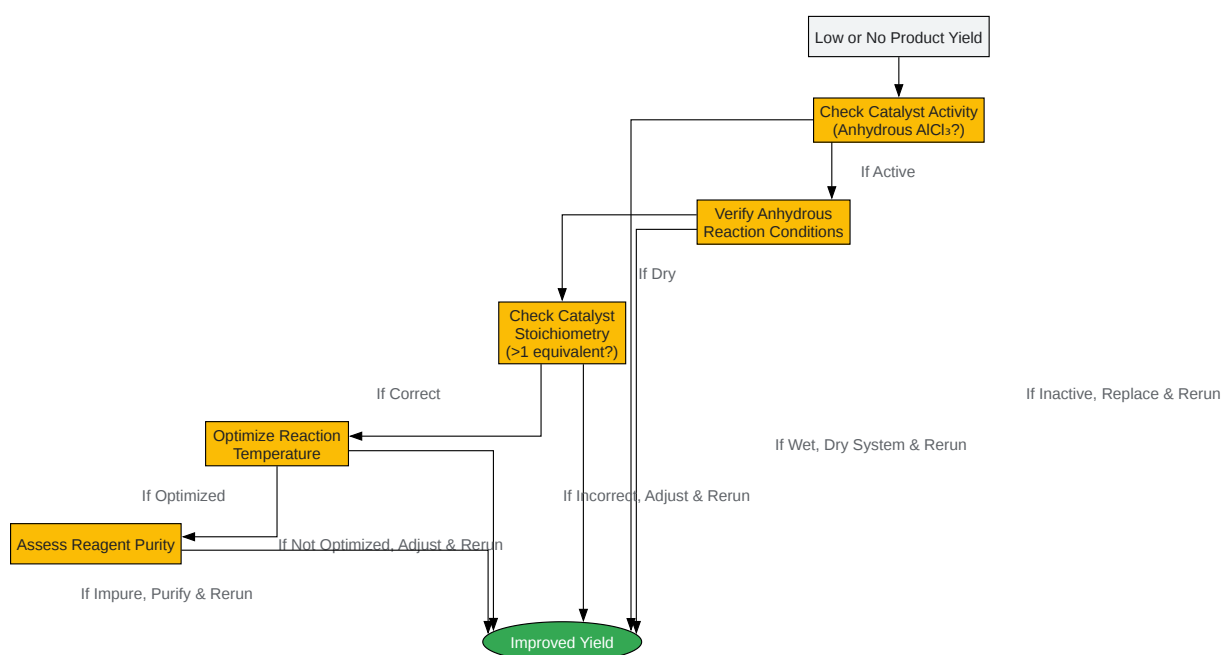 Low or No Product Yield
Check Catalyst Activity
(Anhydrous AlCl₃?)
If Active
Verify Anhydrous
Reaction Conditions
If Dry
Check Catalyst
Stoichiometry
(>1 equivalent?)
If Correct
If Inactive, Replace & Rerun
Optimize Reaction
Temperature
If Wet, Dry System & Rerun
If Optimized
If Incorrect, Adjust & Rerun
Assess Reagent Purity
If Not Optimized, Adjust & Rerun
If Impure, Purify & Rerun
Improved Yield